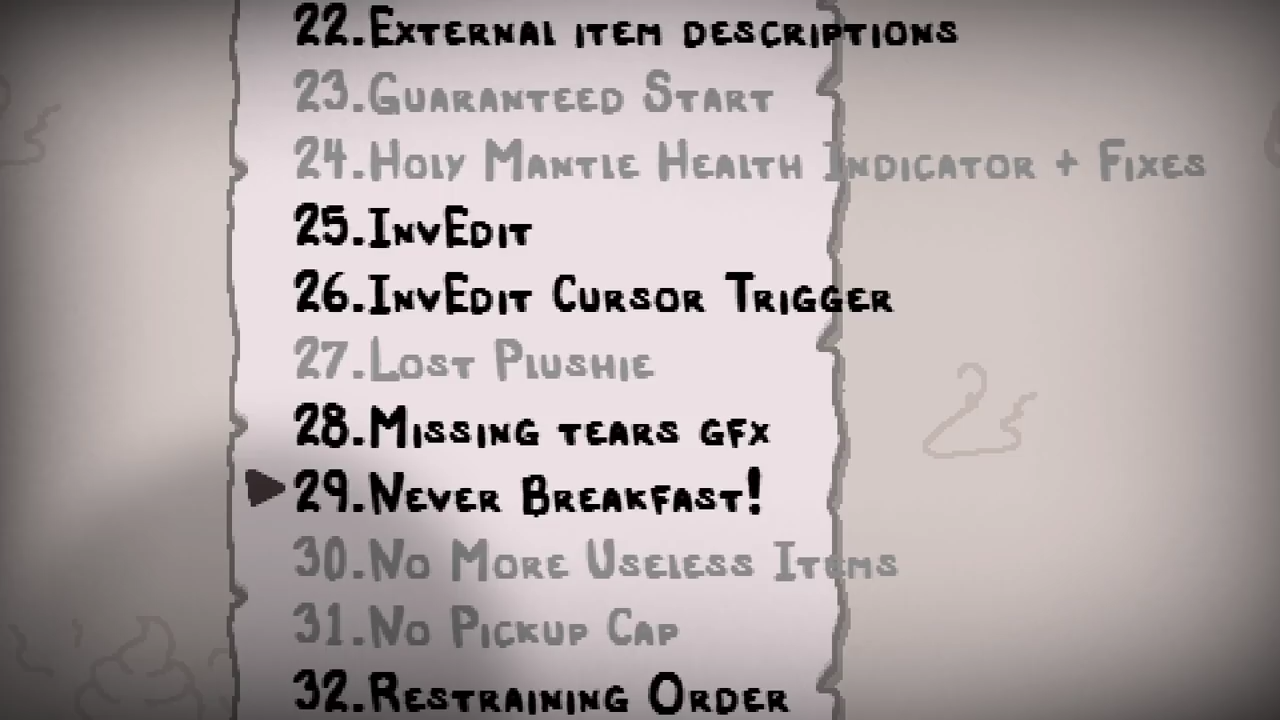 22.External item descriptions
23.Guaranteed Start
24.Holy Mantle Health Indicator + Fixes
25.InvEdit
26.InvEdit Cursor Trigger
27.Lost Plushie
28.Missing tears gfx
29.Never Breakfast!
30.No More Useless Items
31.No Pickup Cap
32.Restraining Order